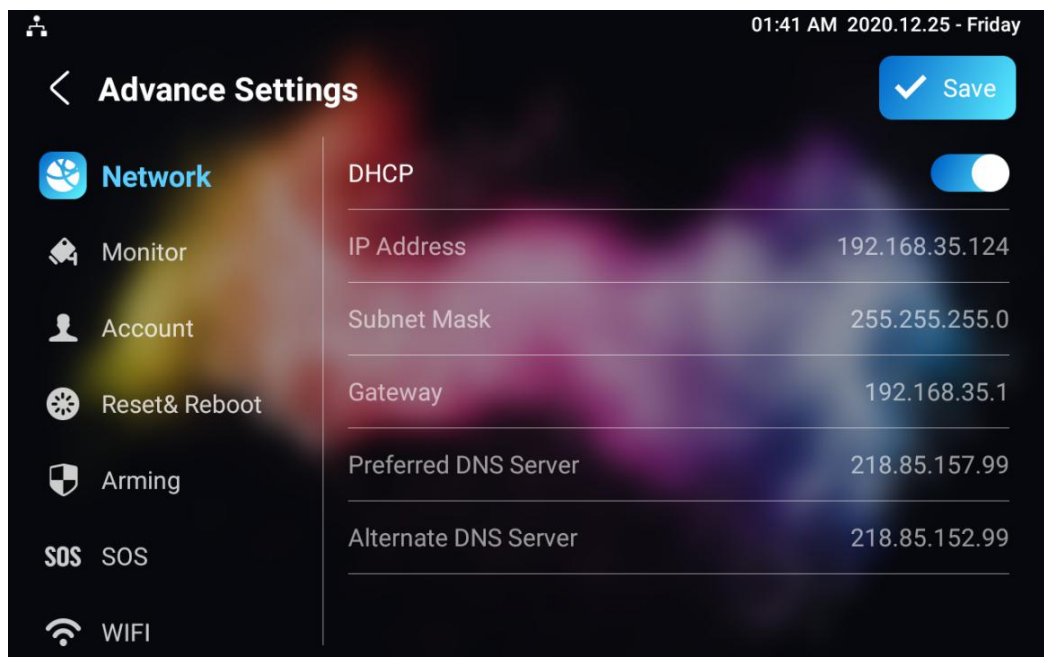 01:41 AM 2020.12.25 - Friday
Advance Settings
Save
Network
Monitor
Account
Reset& Reboot
Arming
SOS SOS
WIFI
DHCP
IP Address 192.168.35.124
Subnet Mask 255.255.255.0
Gateway 192.168.35.1
Preferred DNS Server 218.85.157.99
Alternate DNS Server 218.85.152.99